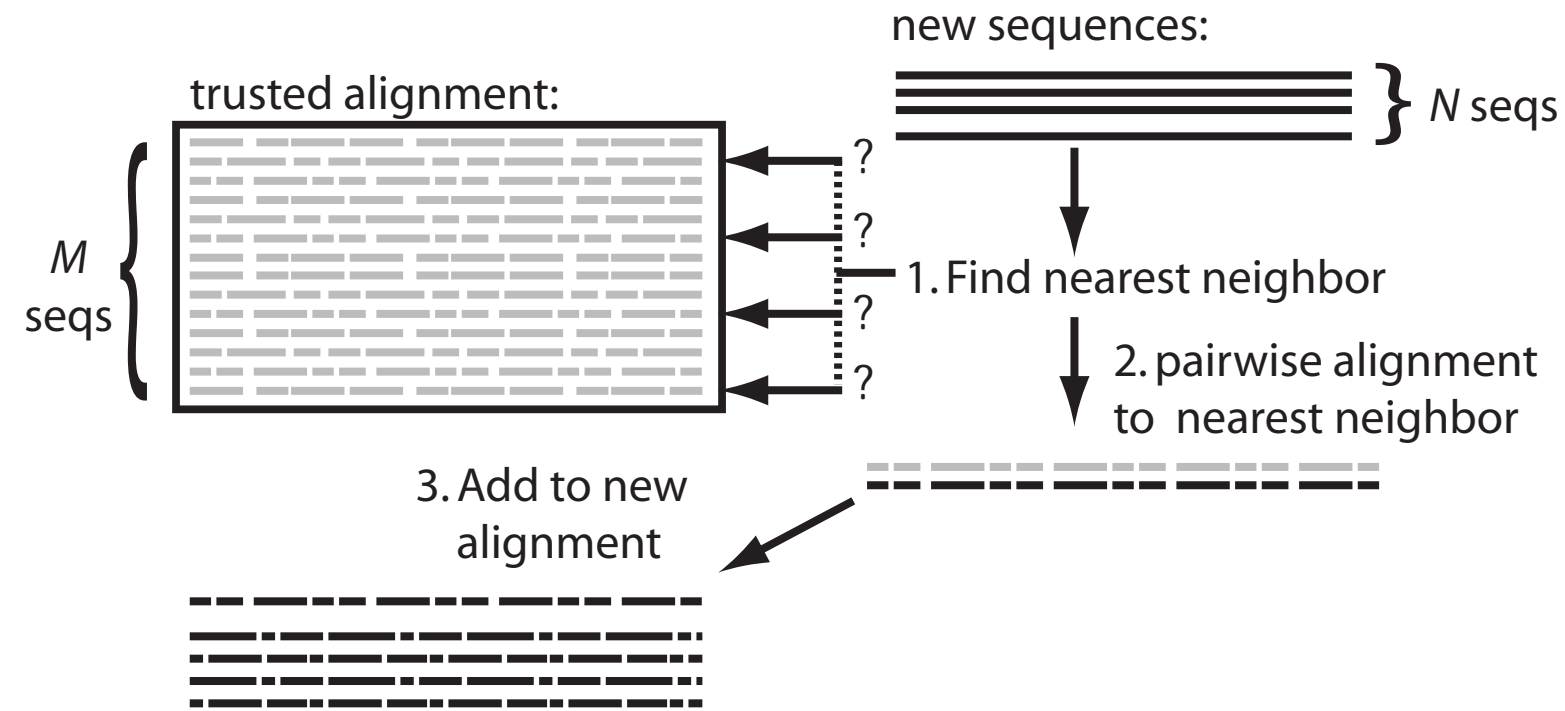 new sequences:
trusted alignment:
N seqs
?
?
M
seqs
1. Find nearest neighbor
?
2. pairwise alignment
to nearest neighbor
?
3. Add to new
alignment